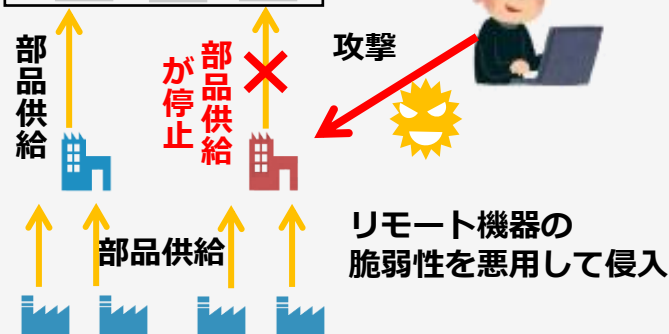 部品供給
部品供給
が停止
攻撃
部品供給
リモート機器の
脆弱性を悪用して侵入